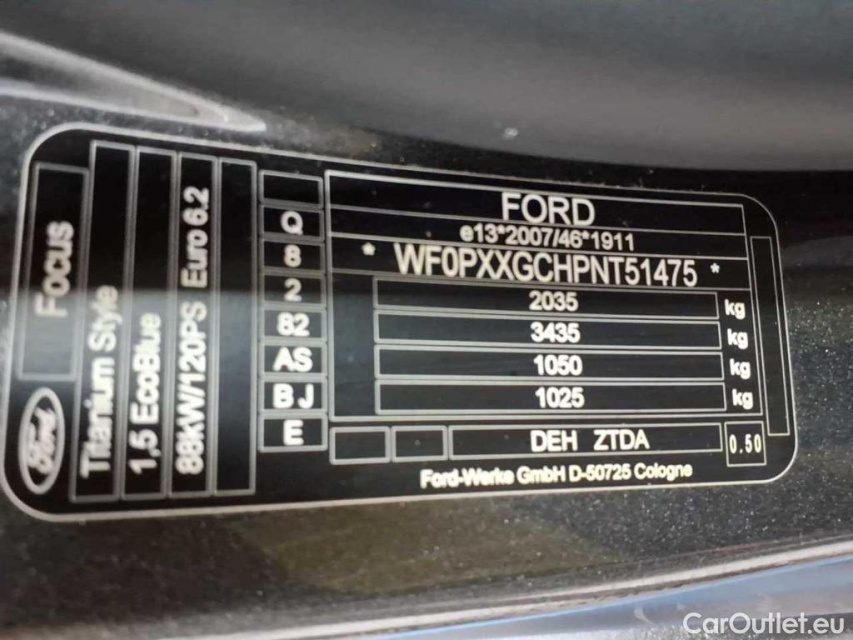 Ford
FOCUS
Titanium Style
1,5 EcoBlue
88kW/120PS Euro 6.2
Q
8
2
82
AS
BJ
E
FORD
e13*2007/46*1911
* WF0PXXGCHPNT51475 *
2035 kg
3435 kg
1050 kg
1025 kg
DEH ZTDA 0.50
Ford-Werke GmbH D-50725 Cologne
CarOutlet.eu